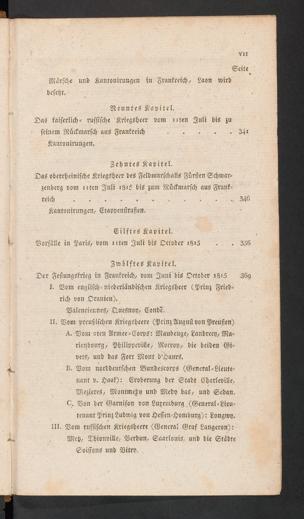 VII
Seite
Märsche und Kantonirungen in Frankreich, Laon wird
besetzt.
Neuntes Kapitel.
Das kaiserlich-russische Kriegsheer vom 11ten Juli bis zu
seinem Rückmarsch aus Frankreich . . . . . 341
Kantonirungen.
Zehntes Kapitel.
Das oberrheinische Kriegsheer des Feldmarschalls Fürsten Schwar-
zenberg vom 11ten Juli 1815 bis zum Rückmarsch aus Frank-
reich . . . . . . . . . . . 346
Kantonirungen, Etappenstraßen.
Eilftes Kapitel.
Vorfälle in Paris, vom 11ten Juli bis October 1815 . . 356
Zwölftes Kapitel.
Der Festungskrieg in Frankreich, vom Juni bis October 1815 369
I. Vom englisch-niederländischen Kriegsheer (Prinz Fried-
rich von Oranien).
Valenciennes, Quesnoy, Condé.
II. Vom preußischen Kriegsheere (Prinz August von Preußen)
A. Vom 2ten Armee-Corps: Maubeuge, Landrecy, Ma-
rienbourg, Philippeville, Rocroy, die beiden Gi-
vets, und das Fort Mont d'Haurs.
B. Vom norddeutschen Bundescorps (General-Lieute-
nant v. Haak): Eroberung der Stadt Charleville,
Mezieres, Montmedy und Medy bas, und Sedan.
C. Von der Garnison von Luxemburg (General-Lieu-
tenant Prinz Ludwig von Hessen-Homburg): Longwy.
III. Vom russischen Kriegsheere (General Graf Langeron):
Metz, Thionville, Verdun, Saarlouis, und die Städte
Soissons und Vitry.